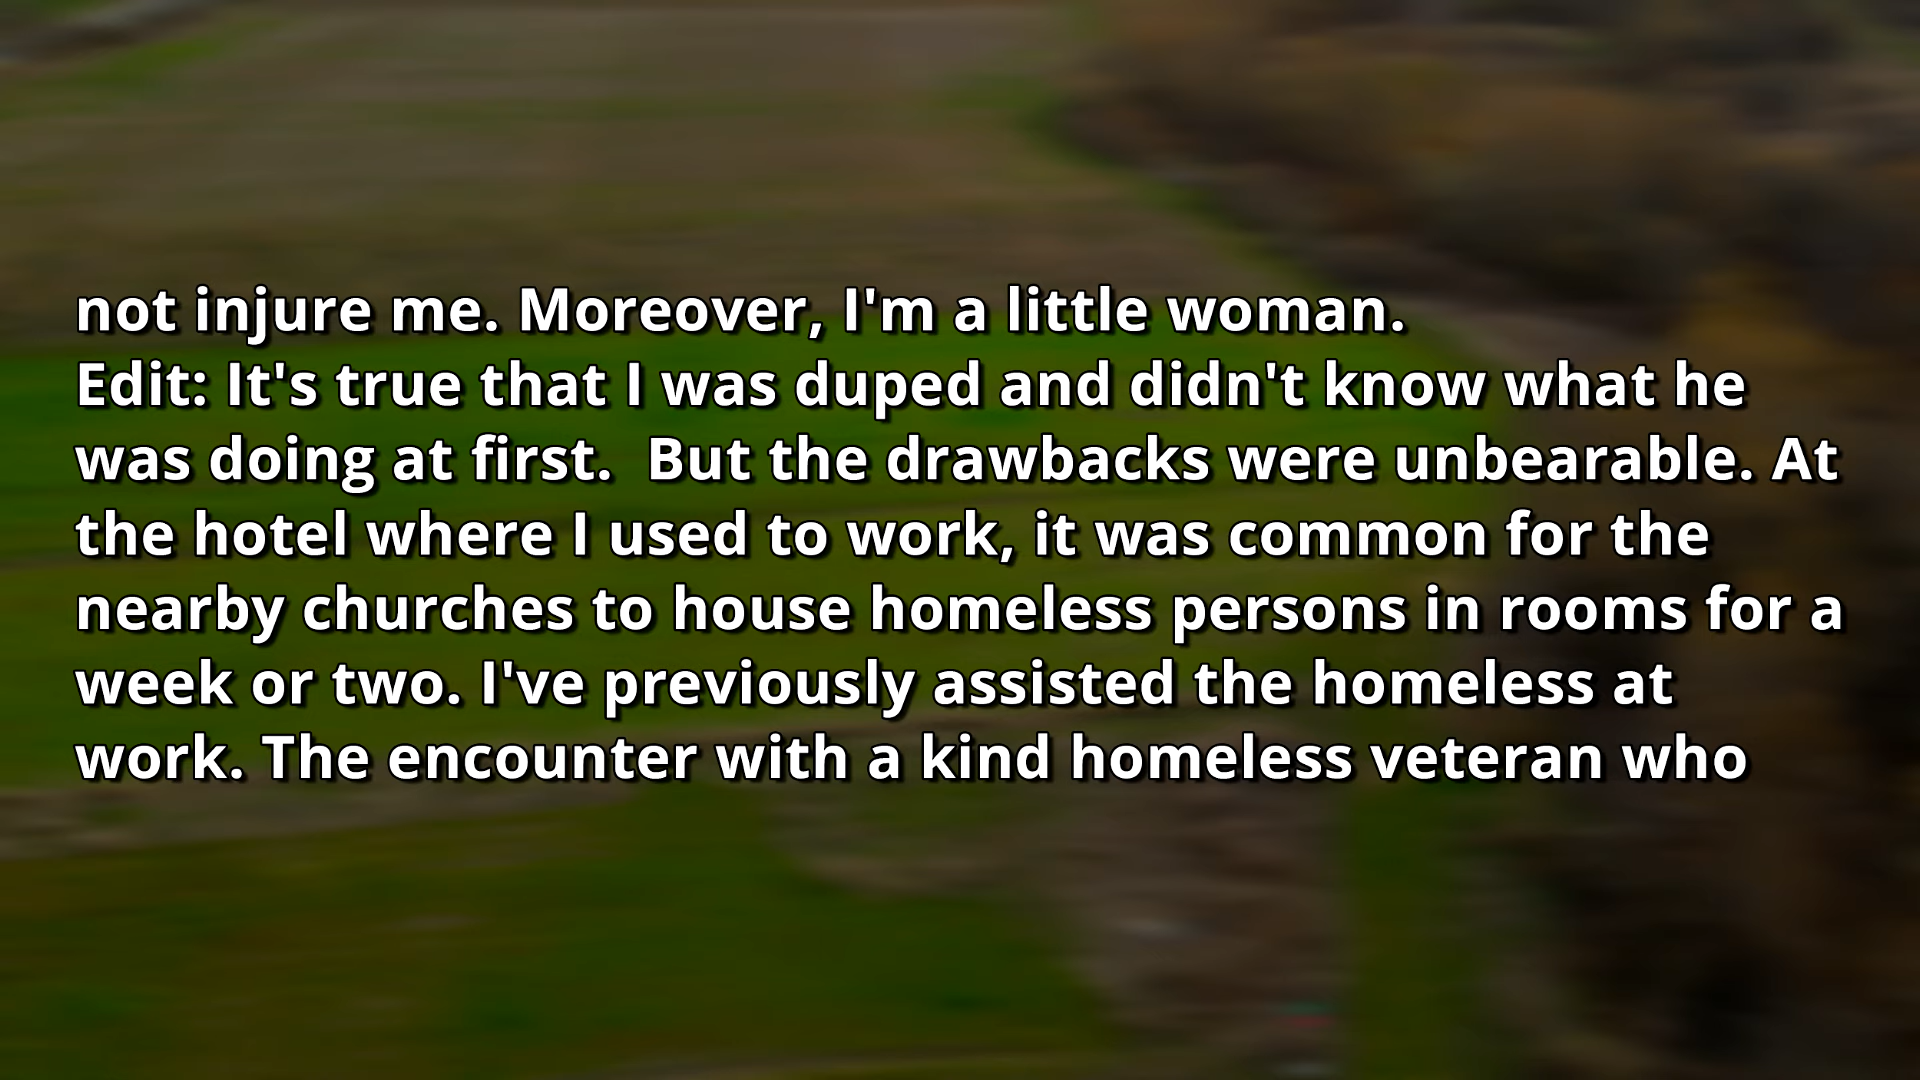 not injure me. Moreover, I'm a little woman.
Edit: It's true that I was duped and didn't know what he
was doing at first.  But the drawbacks were unbearable. At
the hotel where I used to work, it was common for the
nearby churches to house homeless persons in rooms for a
week or two. I've previously assisted the homeless at
work. The encounter with a kind homeless veteran who